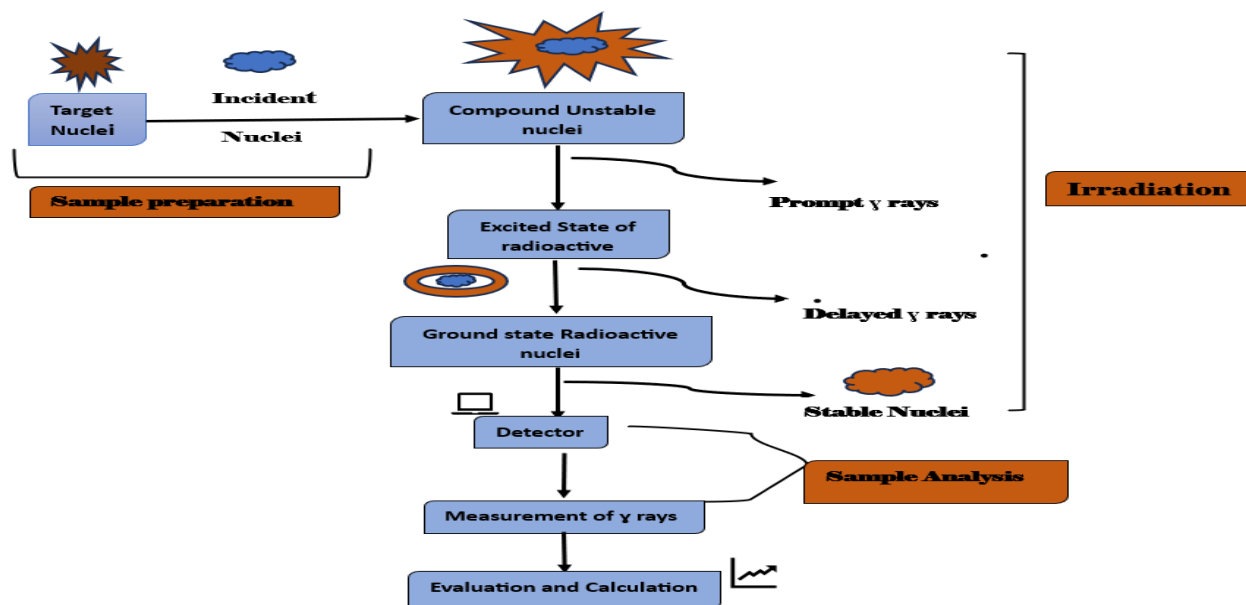 Target
Nuclei
Incident
Nuclei
Sample preparation
Compound Unstable
nuclei
Prompt ɣ rays
Irradiation
Excited State of
radioactive
Delayed ɣ rays
Ground state Radioactive
nuclei
Stable Nuclei
Detector
Sample Analysis
Measurement of ɣ rays
Evaluation and Calculation